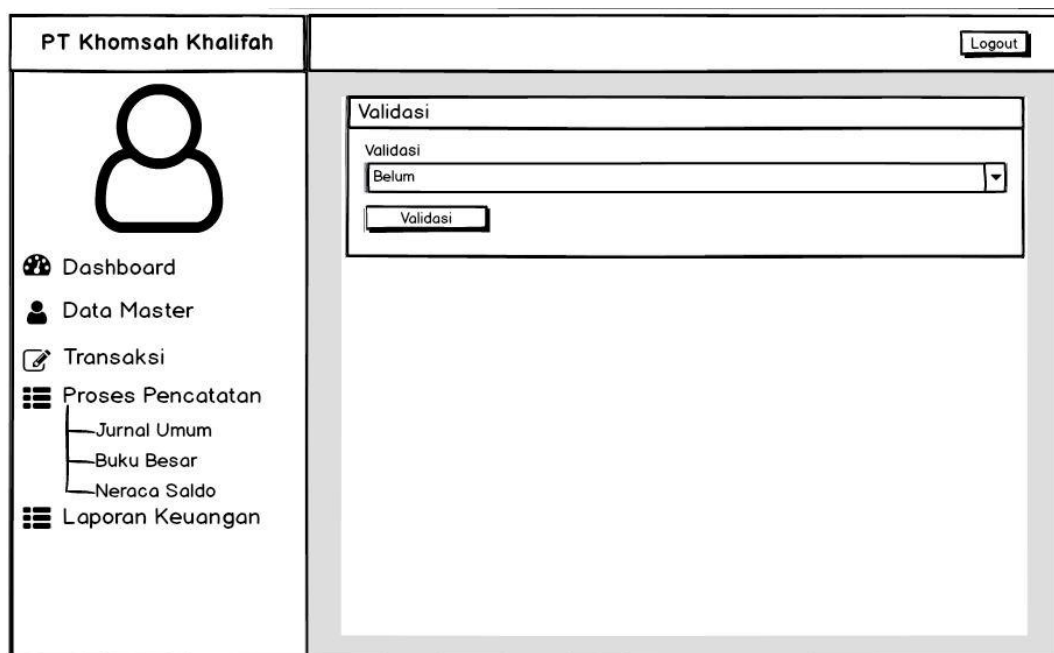 PT Khomsah Khalifah
Logout
Dashboard
Data Master
Transaksi
Proses Pencatatan
Jurnal Umum
Buku Besar
Neraca Saldo
Laporan Keuangan
Validasi
Validasi
Belum
Validasi